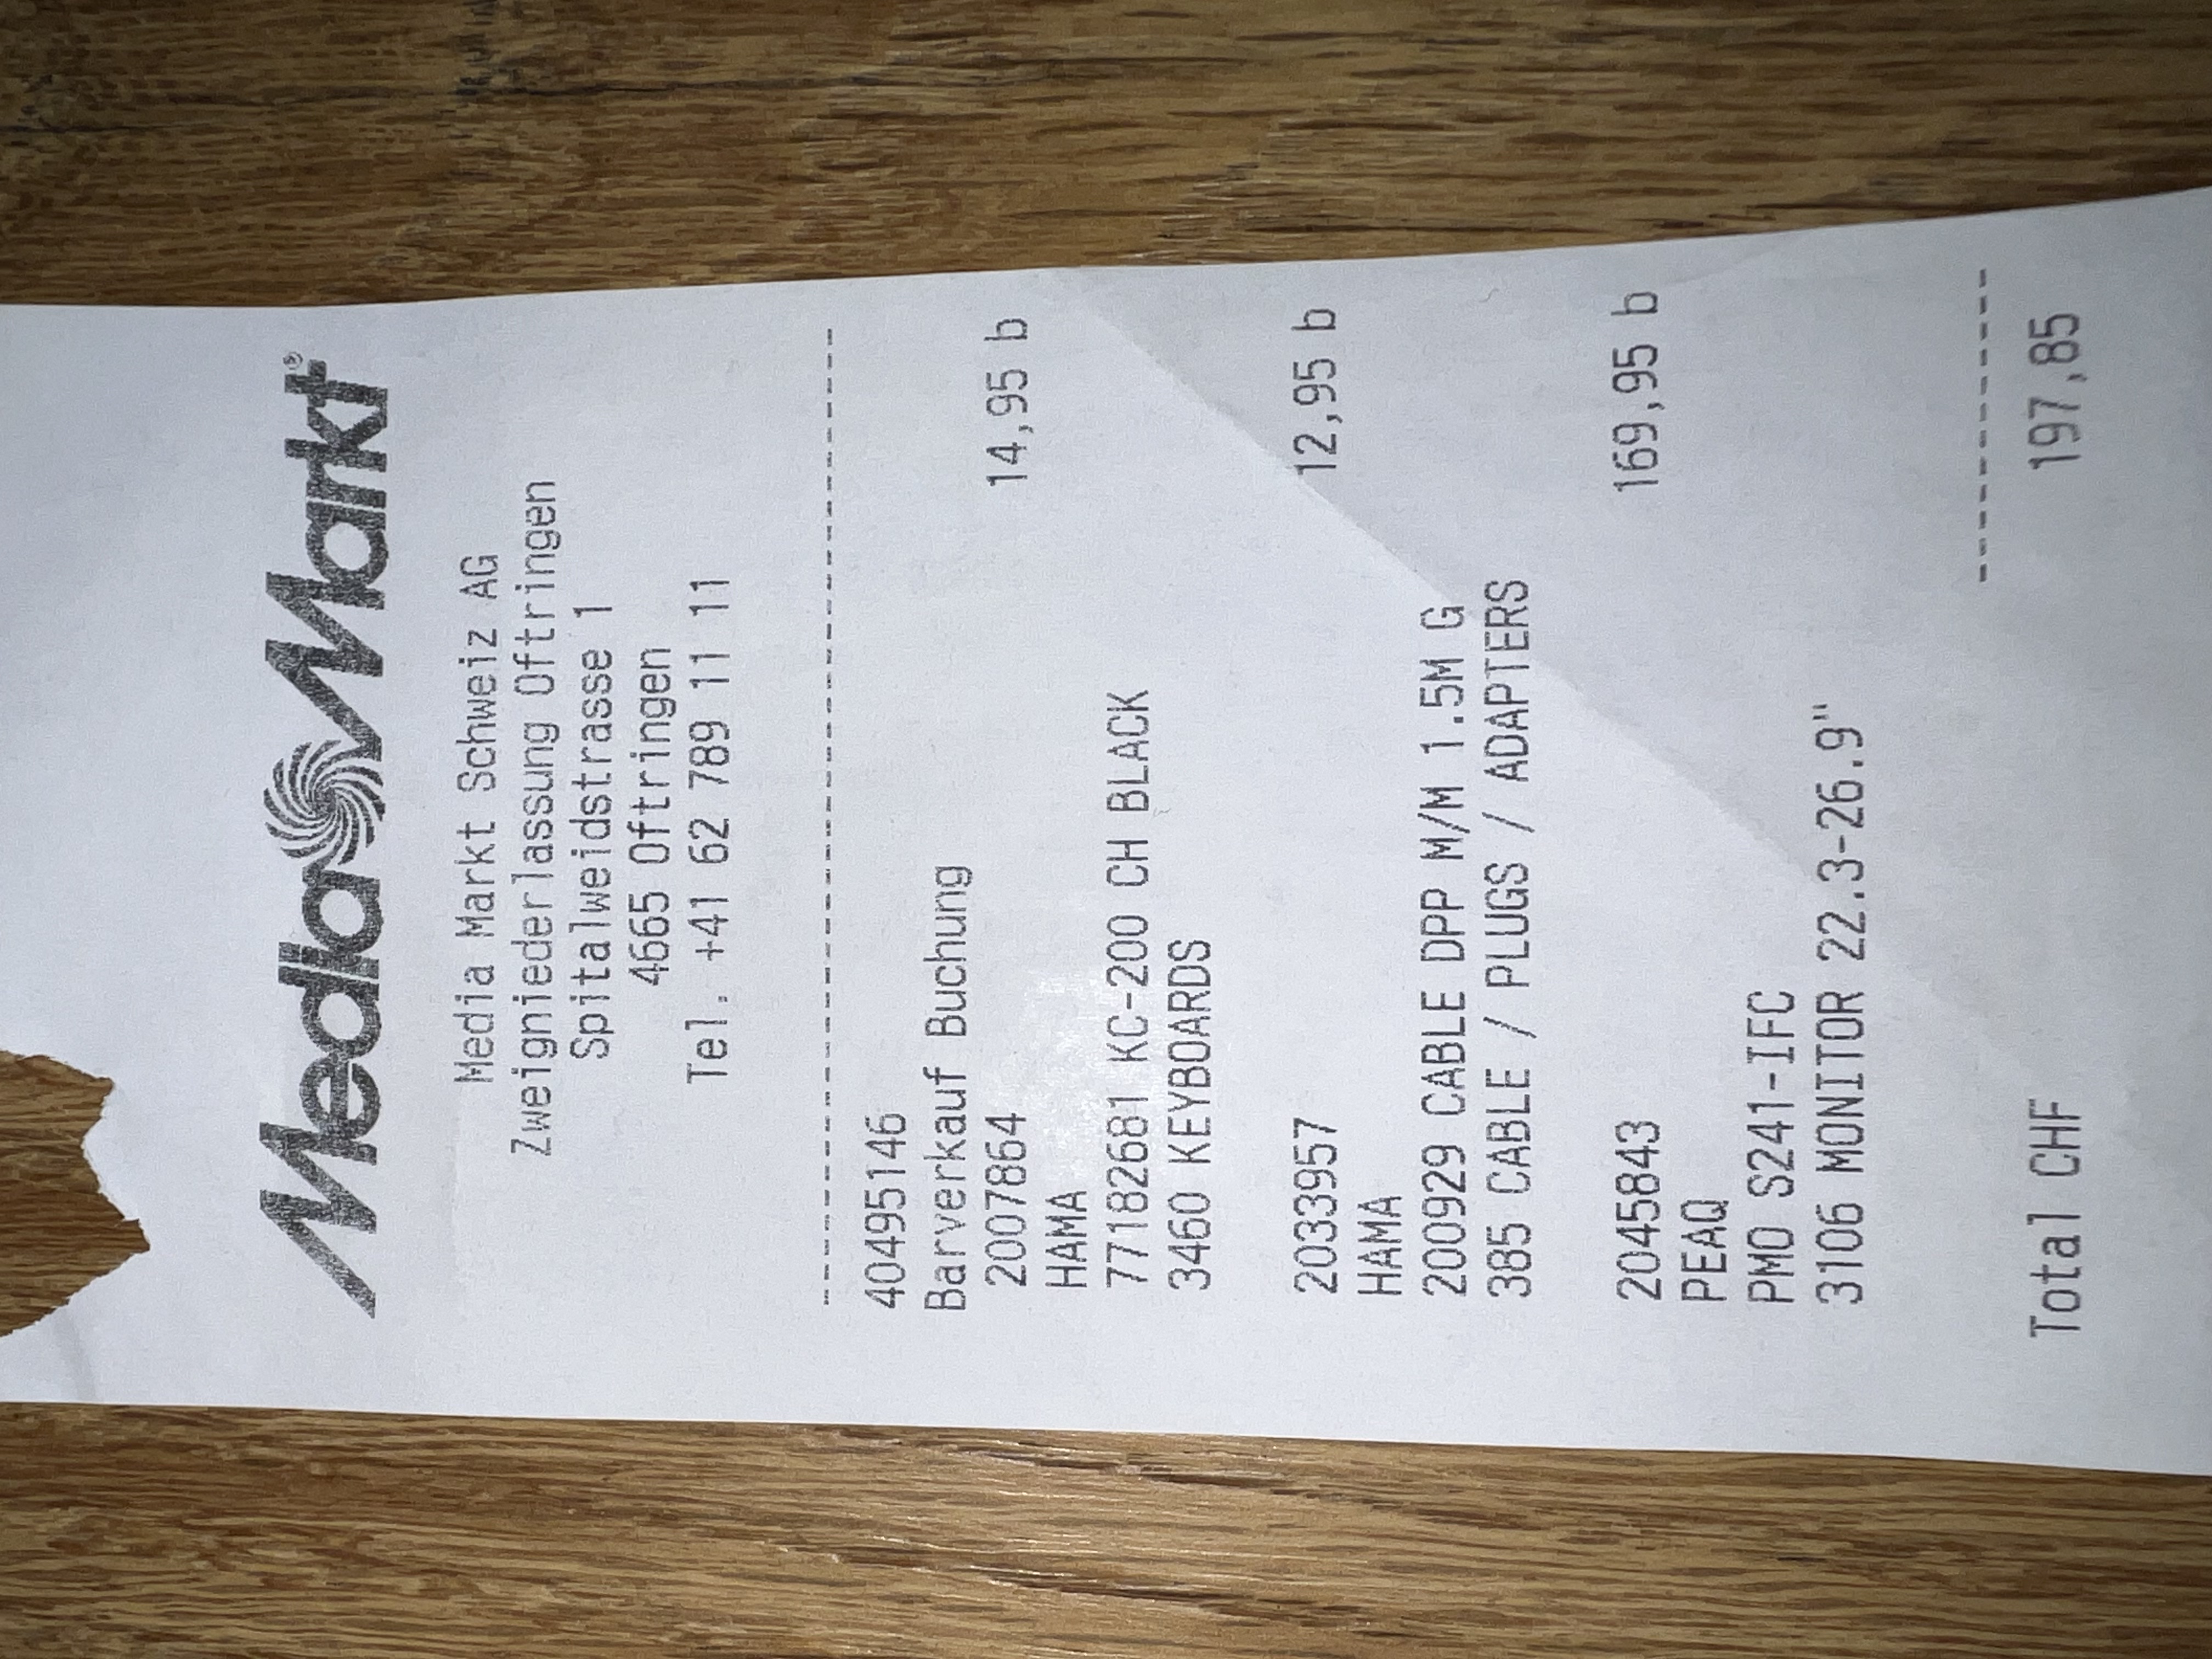 Media Markt®
Media Markt Schweiz AG
Zweigniederlassung Oftringen
Spitalweidstrasse 1
4665 Oftringen
Tel. +41 62 789 11 11
--------------------------------
40495146
Barverkauf Buchung
2007864 14,95 b
HAMA
77182681 KC-200 CH BLACK
3460 KEYBOARDS
2033957 12,95 b
HAMA
200929 CABLE DPP M/M 1.5M G
385 CABLE / PLUGS / ADAPTERS
2045843 169,95 b
PEAQ
PMO S241-IFC
3106 MONITOR 22.3-26.9"
------------
Total CHF 197,85